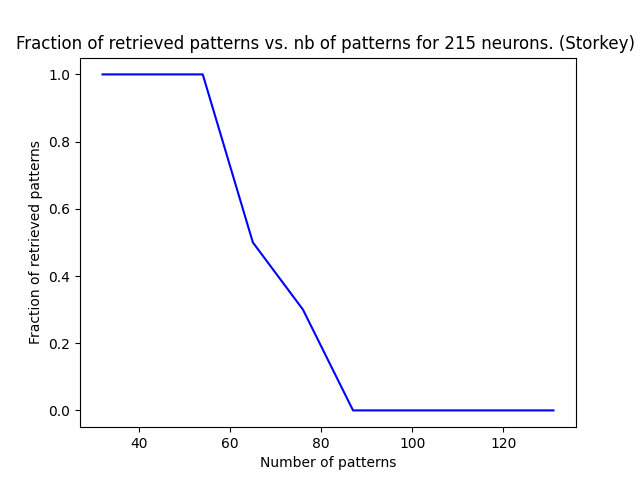 Fraction of retrieved patterns vs. nb of patterns for 215 neurons. (Storkey)
1.0
0.8
0.6
0.4
0.2
0.0
Fraction of retrieved patterns
40 60 80 100 120
Number of patterns